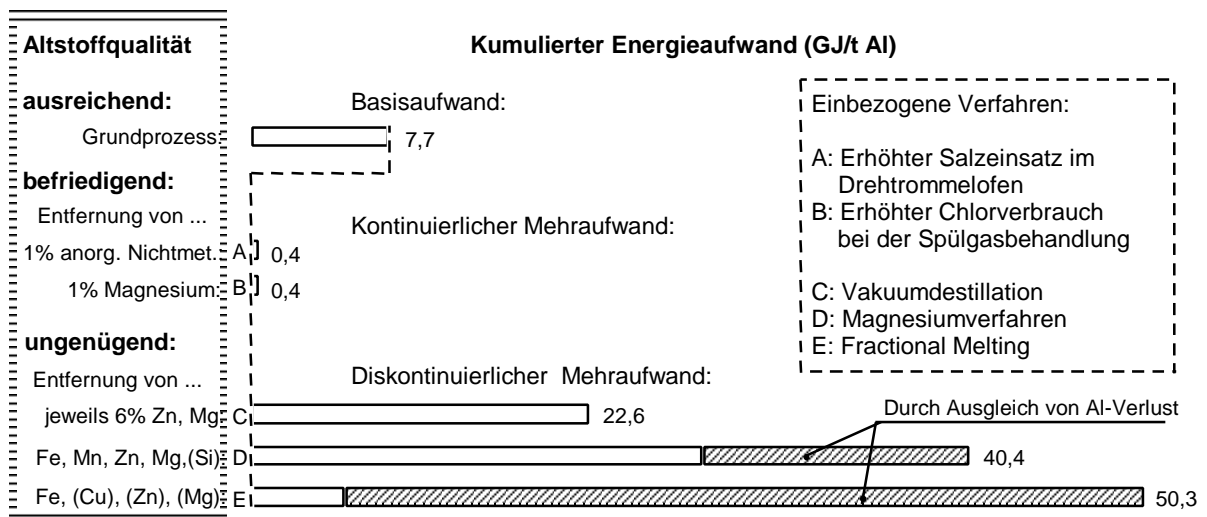 Altstoffqualität
Kumulierter Energieaufwand (GJ/t Al)
ausreichend:
Basisaufwand:
Grundprozess:
7,7
befriedigend:
Entfernung von ...
Kontinuierlicher Mehraufwand:
1% anorg. Nichtmet.: A 0,4
1% Magnesium: B 0,4
ungenügend:
Entfernung von ...
Diskontinuierlicher Mehraufwand:
jeweils 6% Zn, Mg: C 22,6
Durch Ausgleich von Al-Verlust
Fe, Mn, Zn, Mg,(Si): D 40,4
Fe, (Cu), (Zn), (Mg): E 50,3
Einbezogene Verfahren:
A: Erhöhter Salzeinsatz im
Drehtrommelofen
B: Erhöhter Chlorverbrauch
bei der Spülgasbehandlung
C: Vakuumdestillation
D: Magnesiumverfahren
E: Fractional Melting